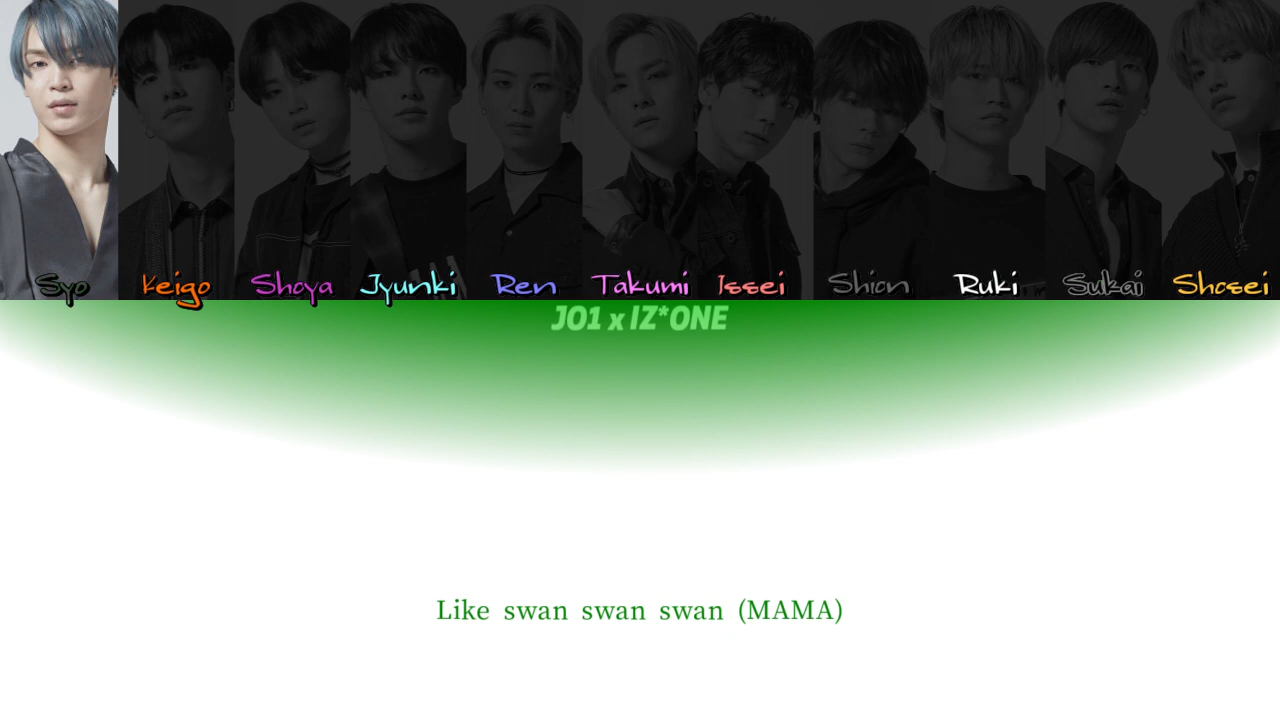 Syo Keigo Shoya Jyunki Ren Takumi Issei Shion Ruki Sukai Shosei
JO1 x IZ*ONE
Like swan swan swan (MAMA)